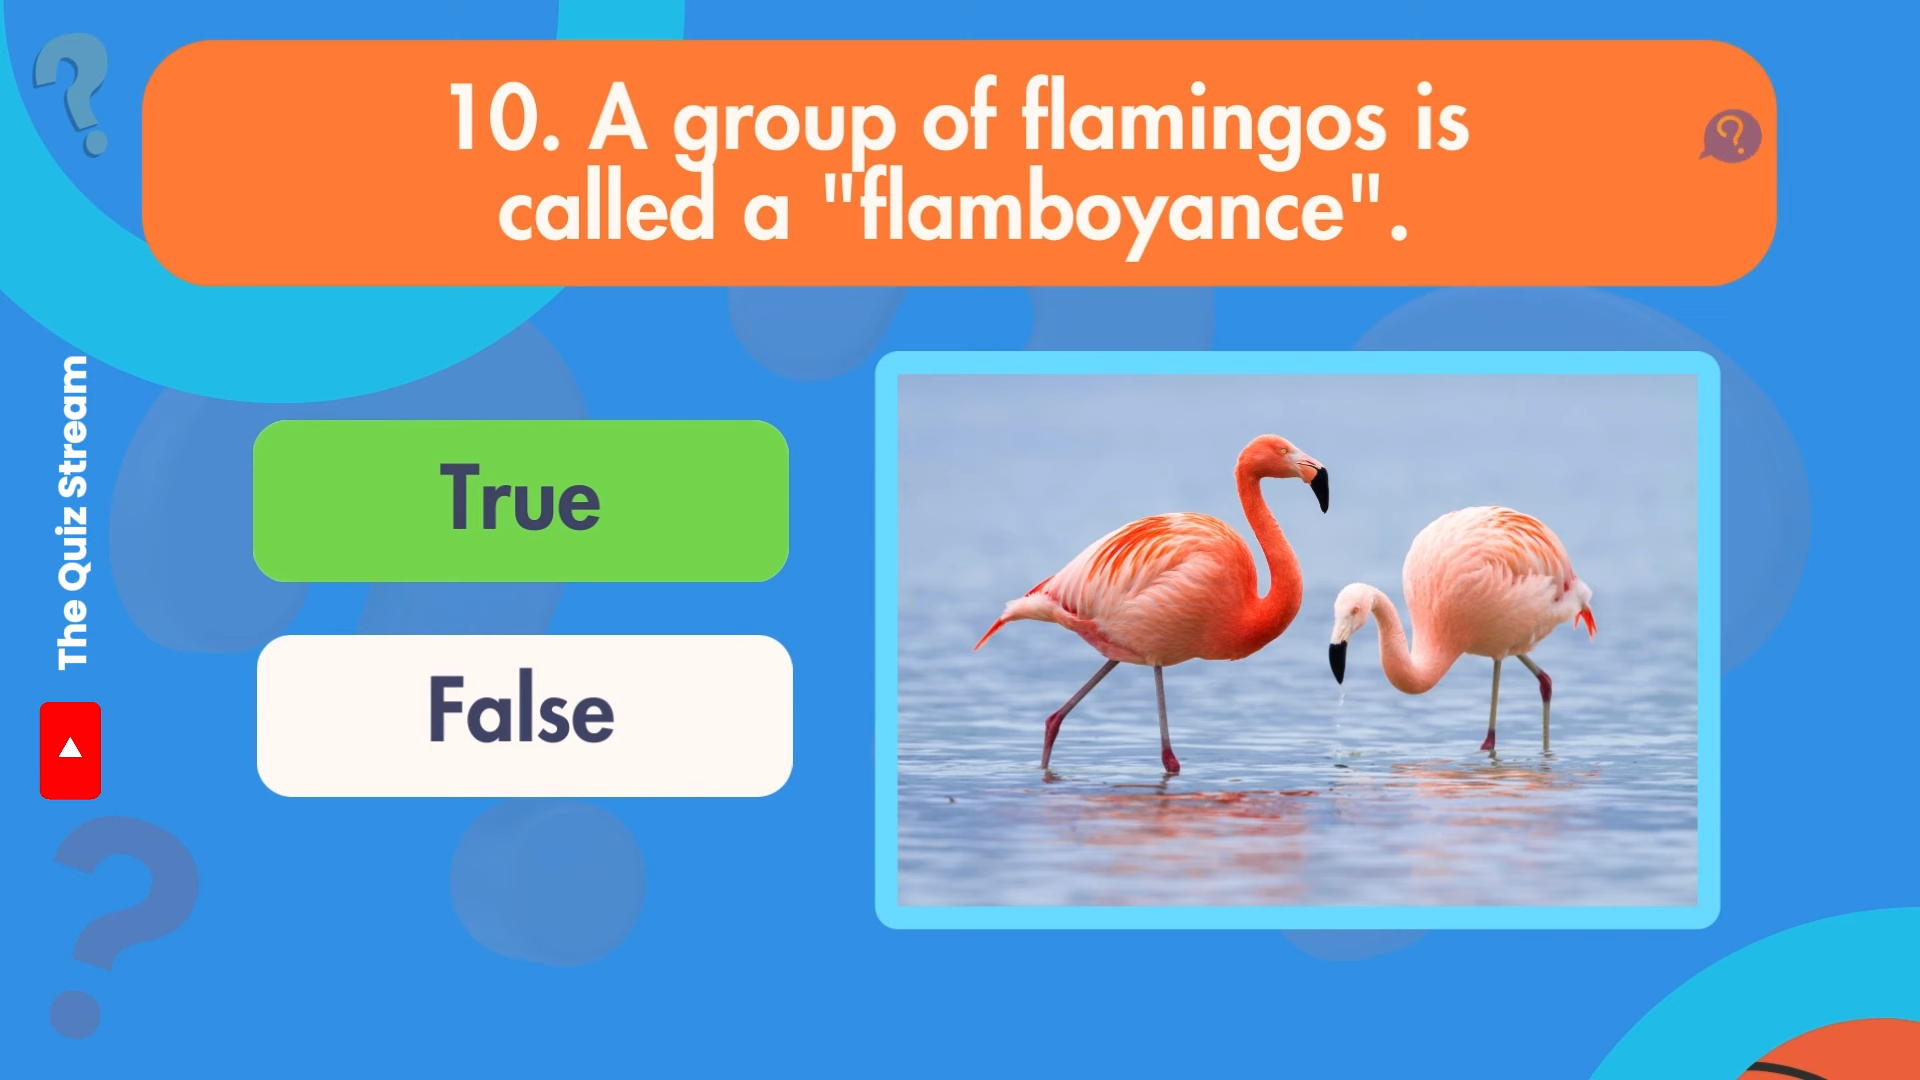 10. A group of flamingos is
called a "flamboyance".
True
False
The Quiz Stream